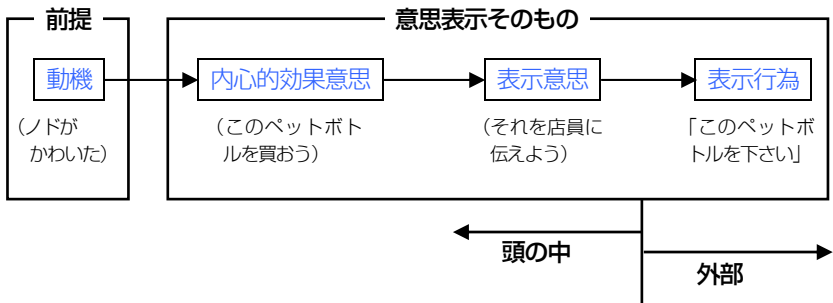 前提
意思表示そのもの
動機
内心的効果意思
表示意思
表示行為
（ノドが
かわいた）
（このペットボト
ルを買おう）
（それを店員に
伝えよう）
「このペットボ
トルを下さい」
頭の中
外部